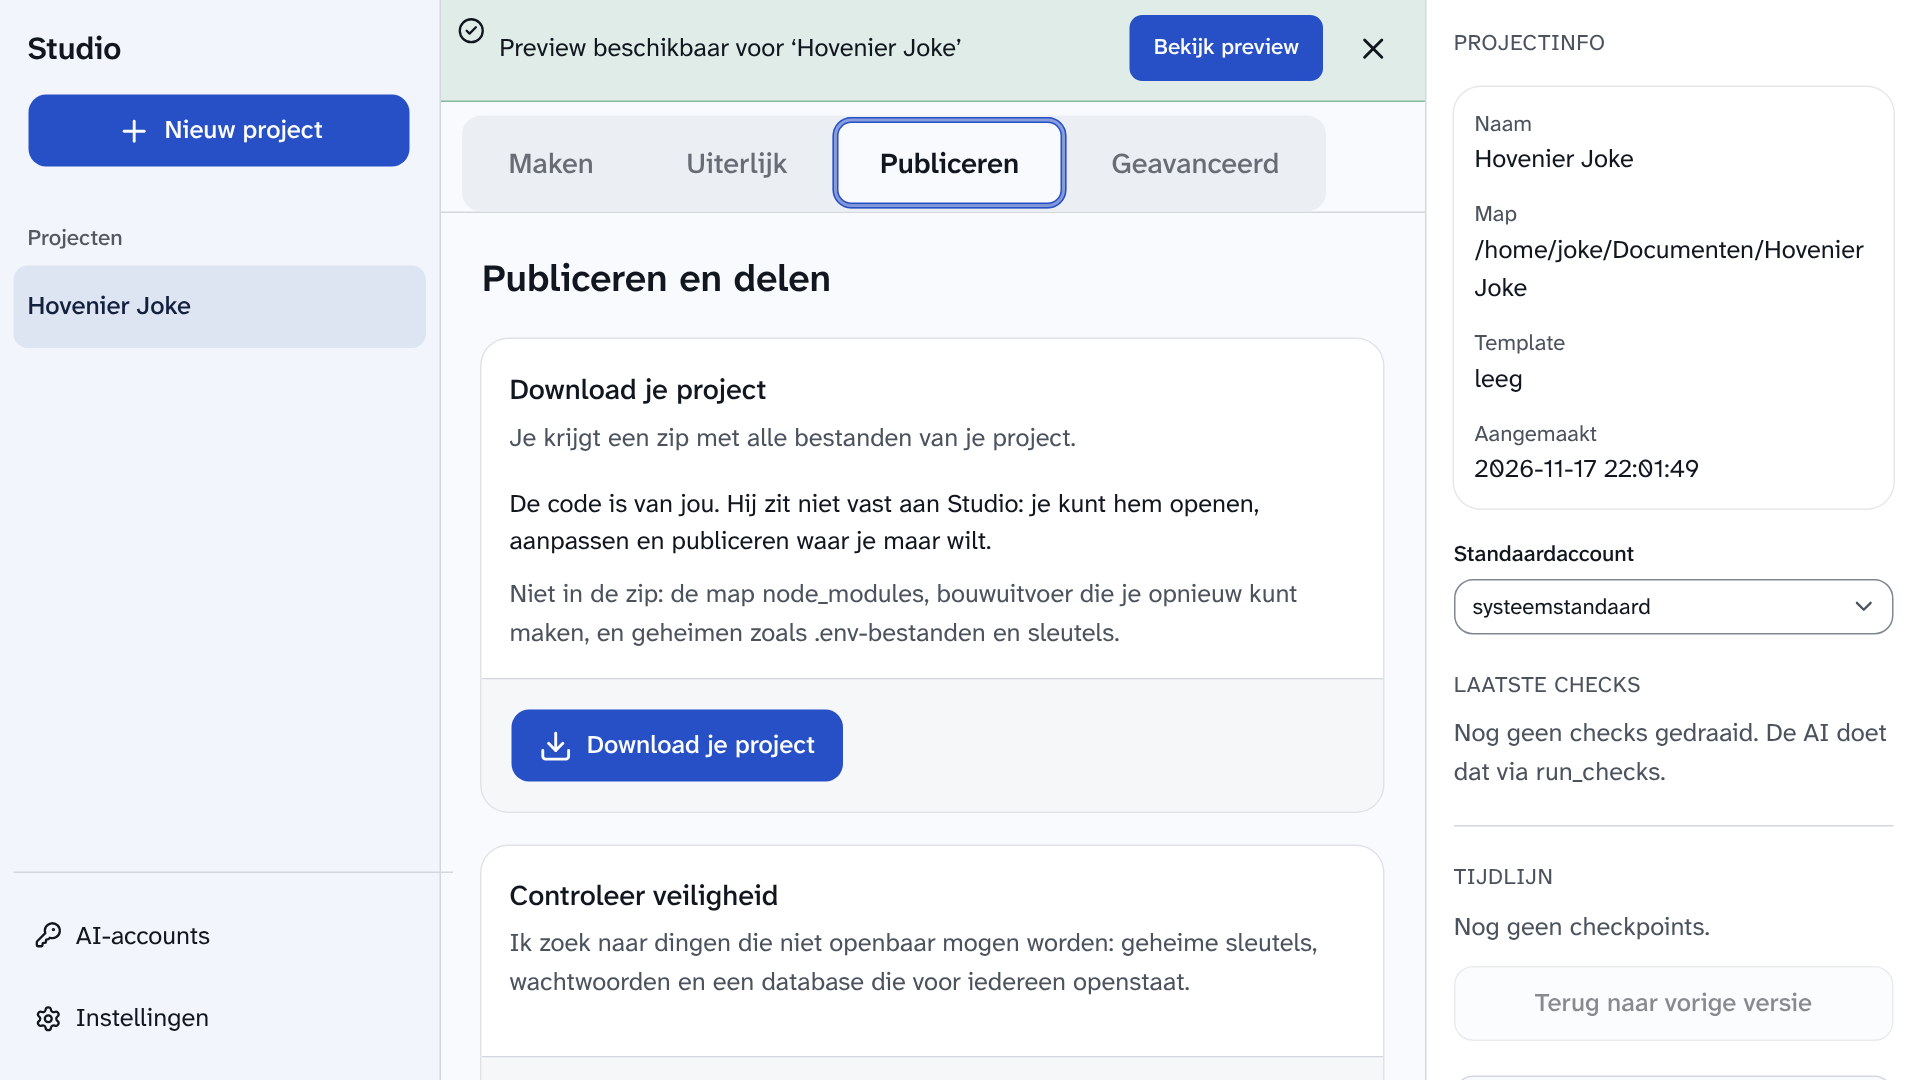 Studio
Nieuw project
Projecten
Hovenier Joke
AI-accounts
Instellingen
Preview beschikbaar voor ‘Hovenier Joke’
Bekijk preview
Maken
Uiterlijk
Publiceren
Geavanceerd
Publiceren en delen
Download je project
Je krijgt een zip met alle bestanden van je project.
De code is van jou. Hij zit niet vast aan Studio: je kunt hem openen,
aanpassen en publiceren waar je maar wilt.
Niet in de zip: de map node_modules, bouwuitvoer die je opnieuw kunt
maken, en geheimen zoals .env-bestanden en sleutels.
Download je project
Controleer veiligheid
Ik zoek naar dingen die niet openbaar mogen worden: geheime sleutels,
wachtwoorden en een database die voor iedereen openstaat.
PROJECTINFO
Naam
Hovenier Joke
Map
/home/joke/Documenten/Hovenier
Joke
Template
leeg
Aangemaakt
2026-11-17 22:01:49
Standaardaccount
systeemstandaard
LAATSTE CHECKS
Nog geen checks gedraaid. De AI doet
dat via run_checks.
TIJDLIJN
Nog geen checkpoints.
Terug naar vorige versie